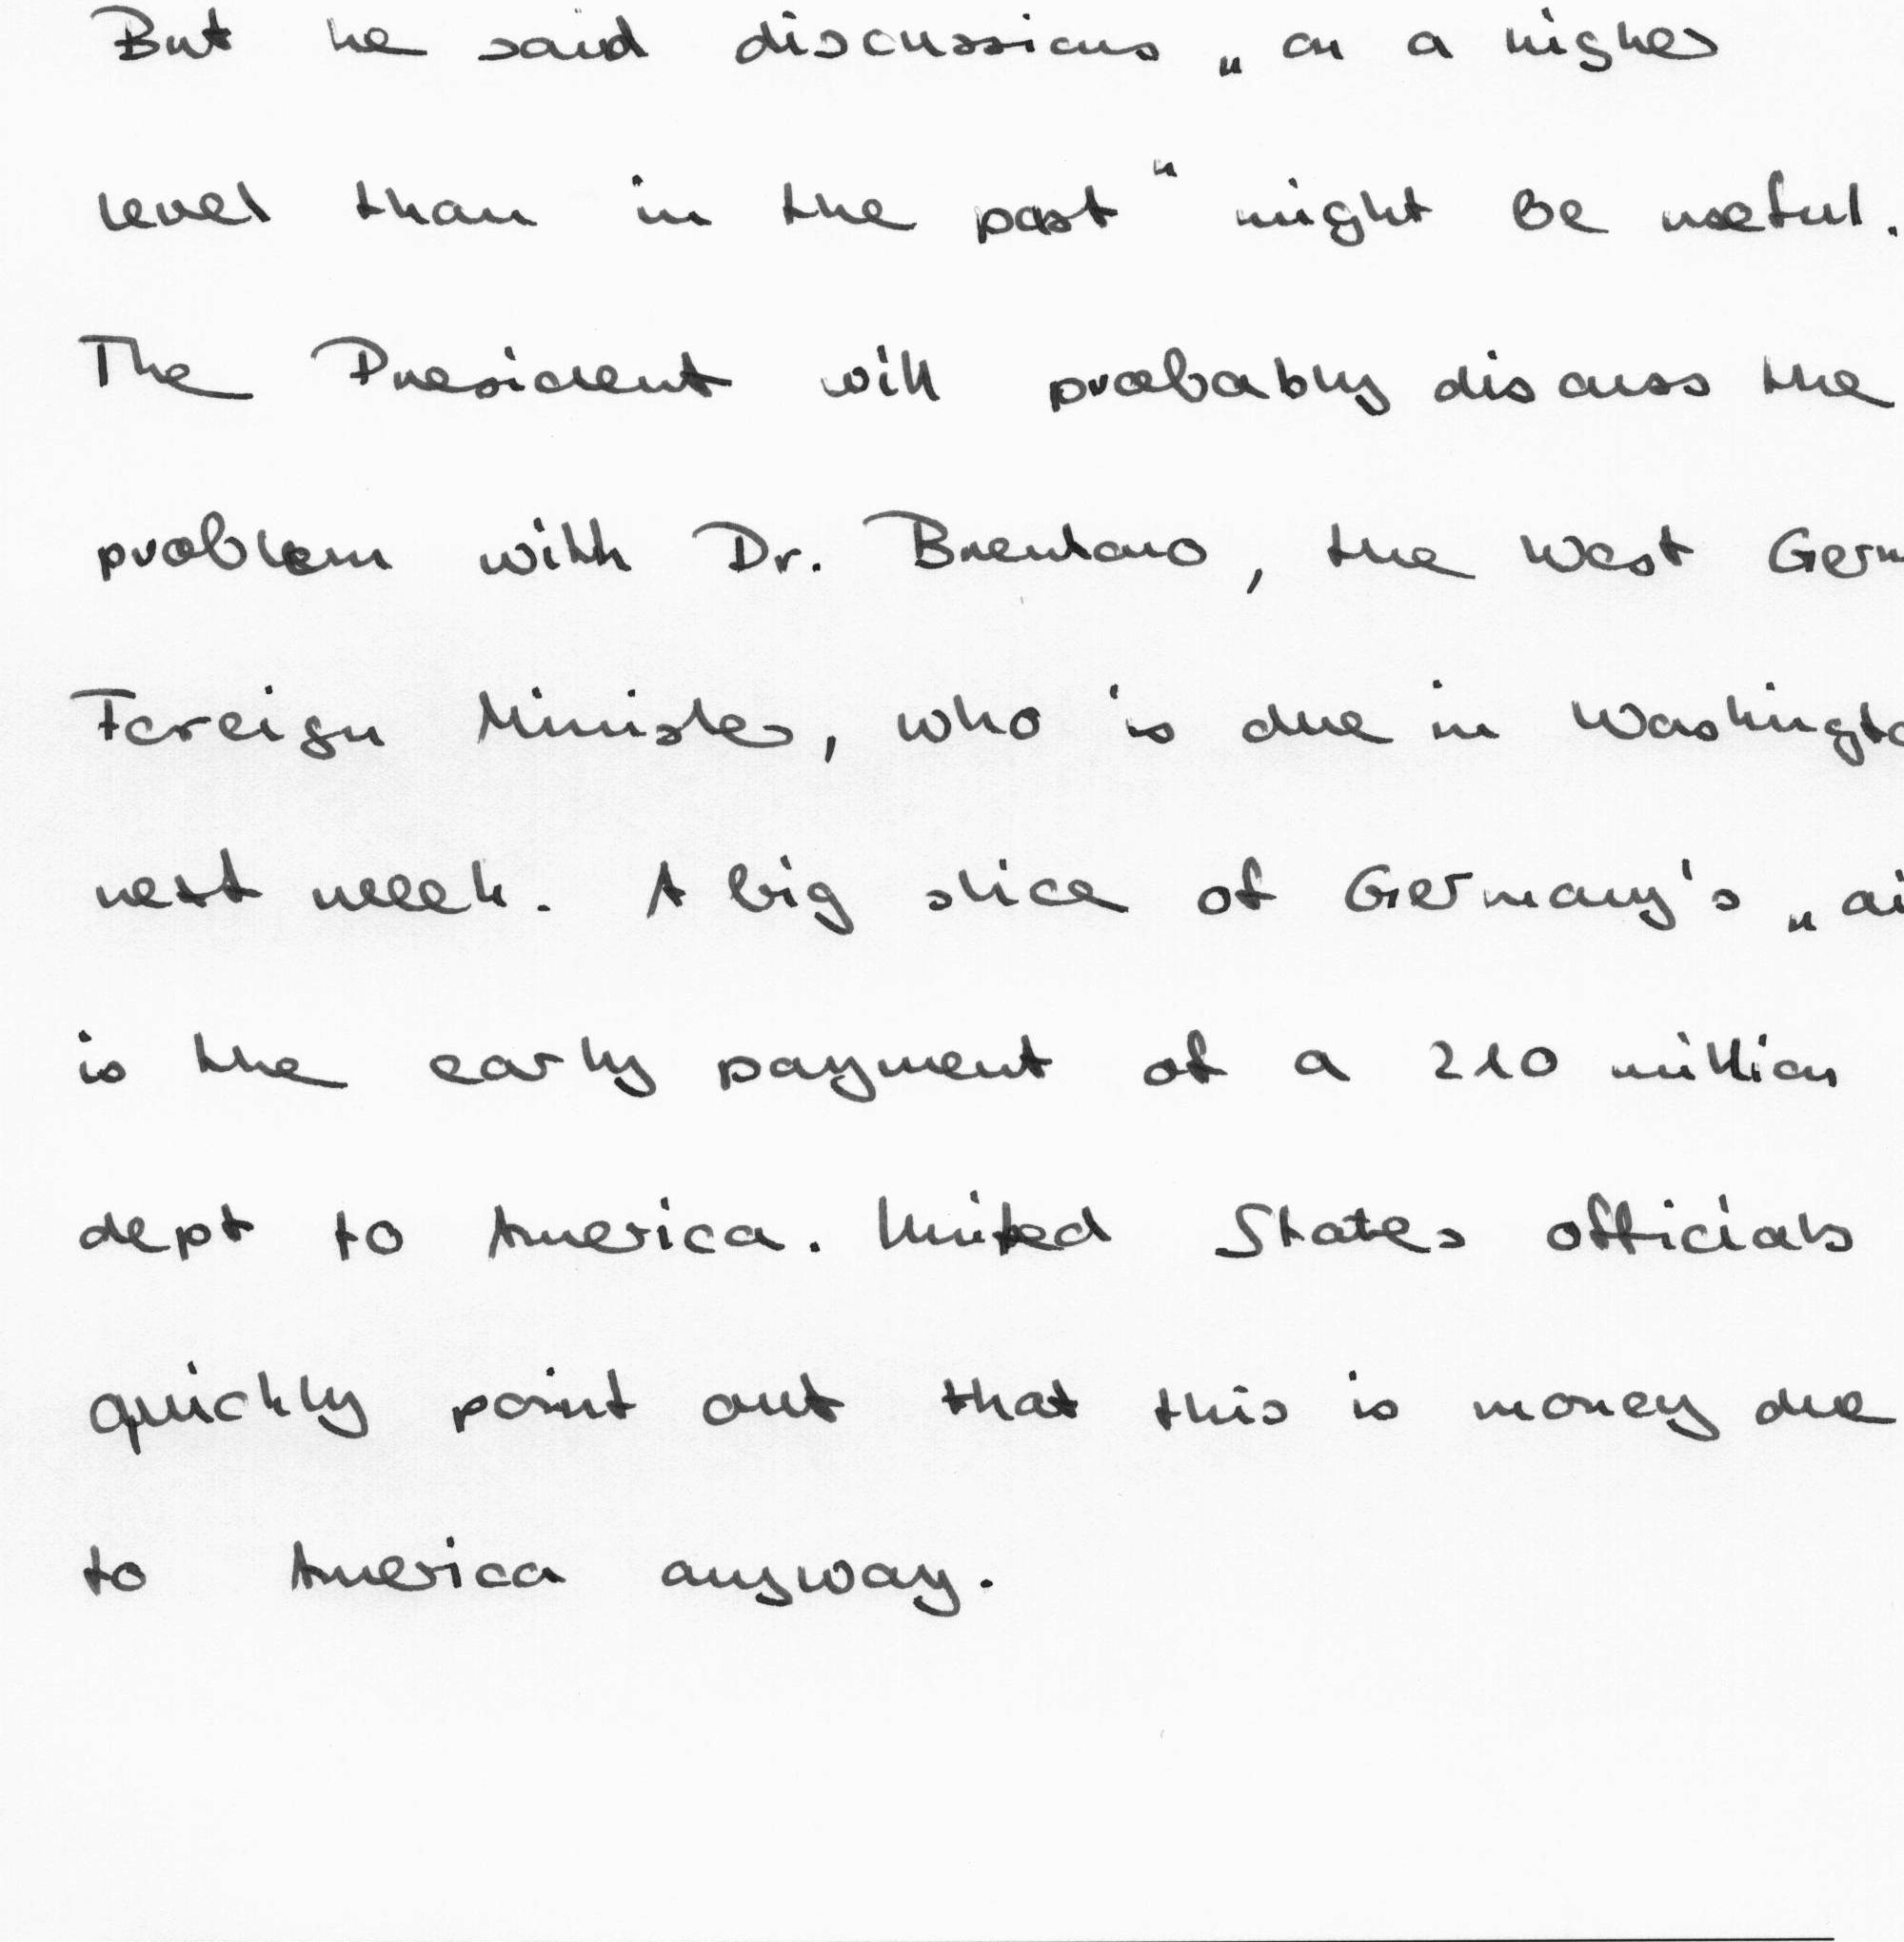 But he said discussions „on a higher
level than in the past" might be useful.
The President will probably discuss the
problem with Dr. Brentano, the West Germ
Foreign Minister, who is due in Washingto
next week. A big slice of Germany's „ai
is the early payment of a 210 million
dept to America. United States officials
quickly point out that this is money due
to America anyway.